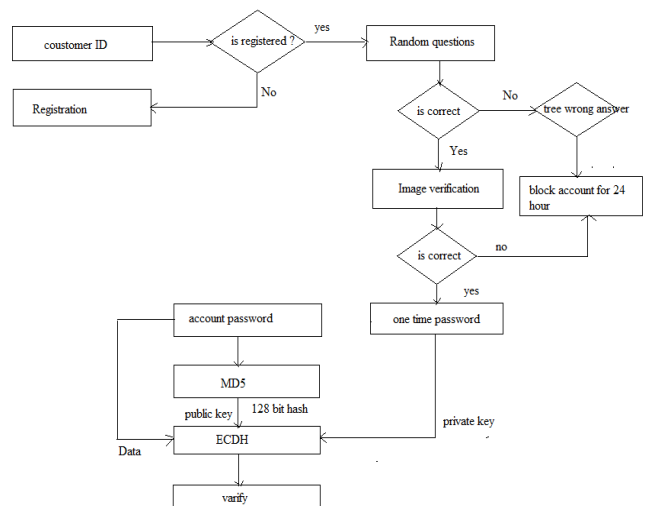 coustomer ID
is registered ?
yes
Random questions
No
Registration
is correct
No
tree wrong answer
Yes
Image verification
block account for 24
hour
is correct
no
yes
account password
one time password
MD5
public key
128 bit hash
private key
ECDH
Data
varify